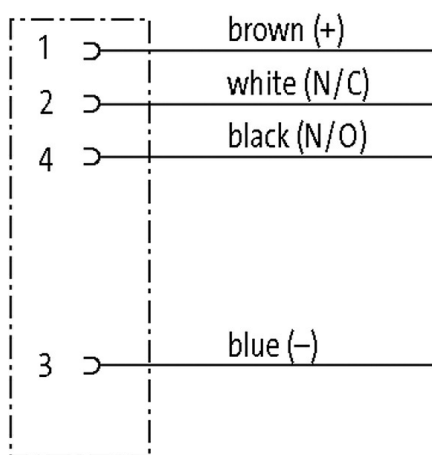 1 brown (+)
2 white (N/C)
4 black (N/O)
3 blue (–)